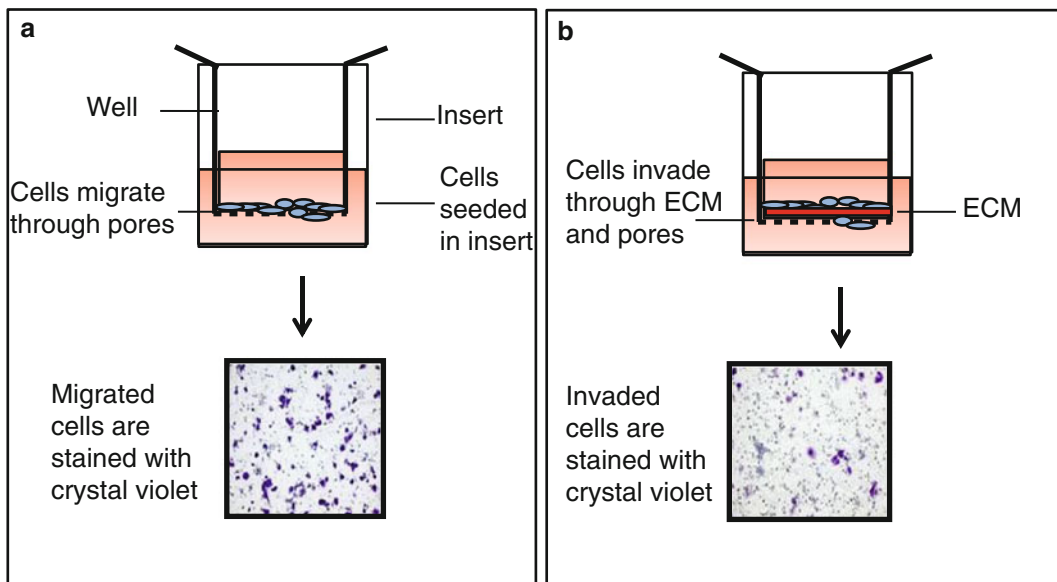 a
Well
Insert
Cells migrate
through pores
Cells
seeded
in insert
Migrated
cells are
stained with
crystal violet
b
Cells invade
through ECM
and pores
ECM
Invaded
cells are
stained with
crystal violet